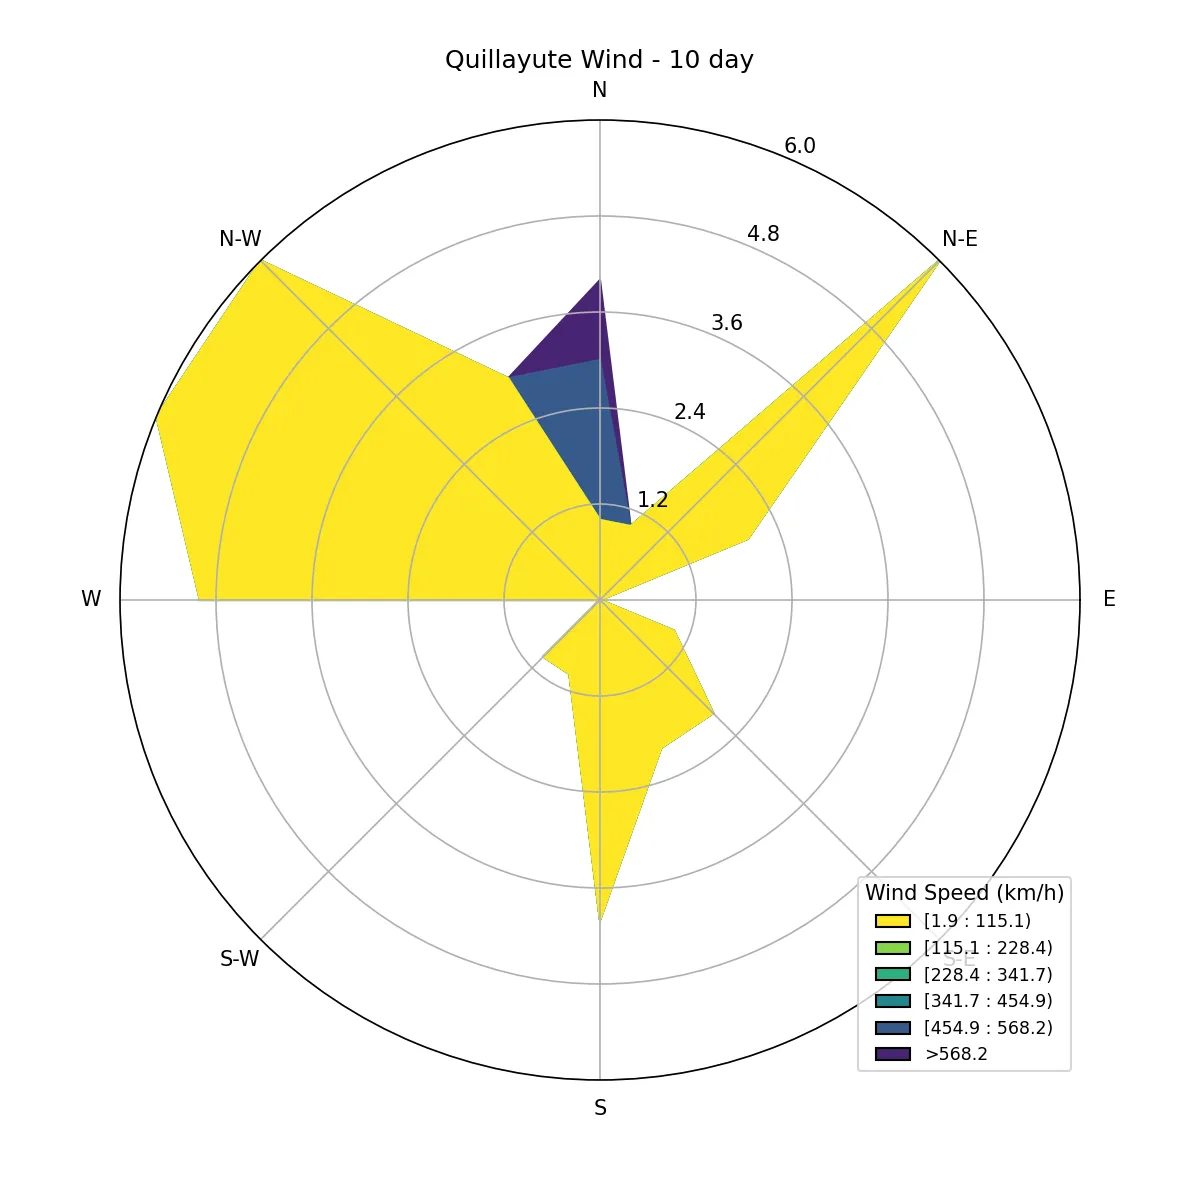 Quillayute Wind - 10 day
N
6.0
N-W
4.8
N-E
3.6
2.4
1.2
W
E
Wind Speed (km/h)
[1.9 : 115.1)
[115.1 : 228.4)
S-W
S-E
[228.4 : 341.7)
[341.7 : 454.9)
[454.9 : 568.2)
>568.2
S